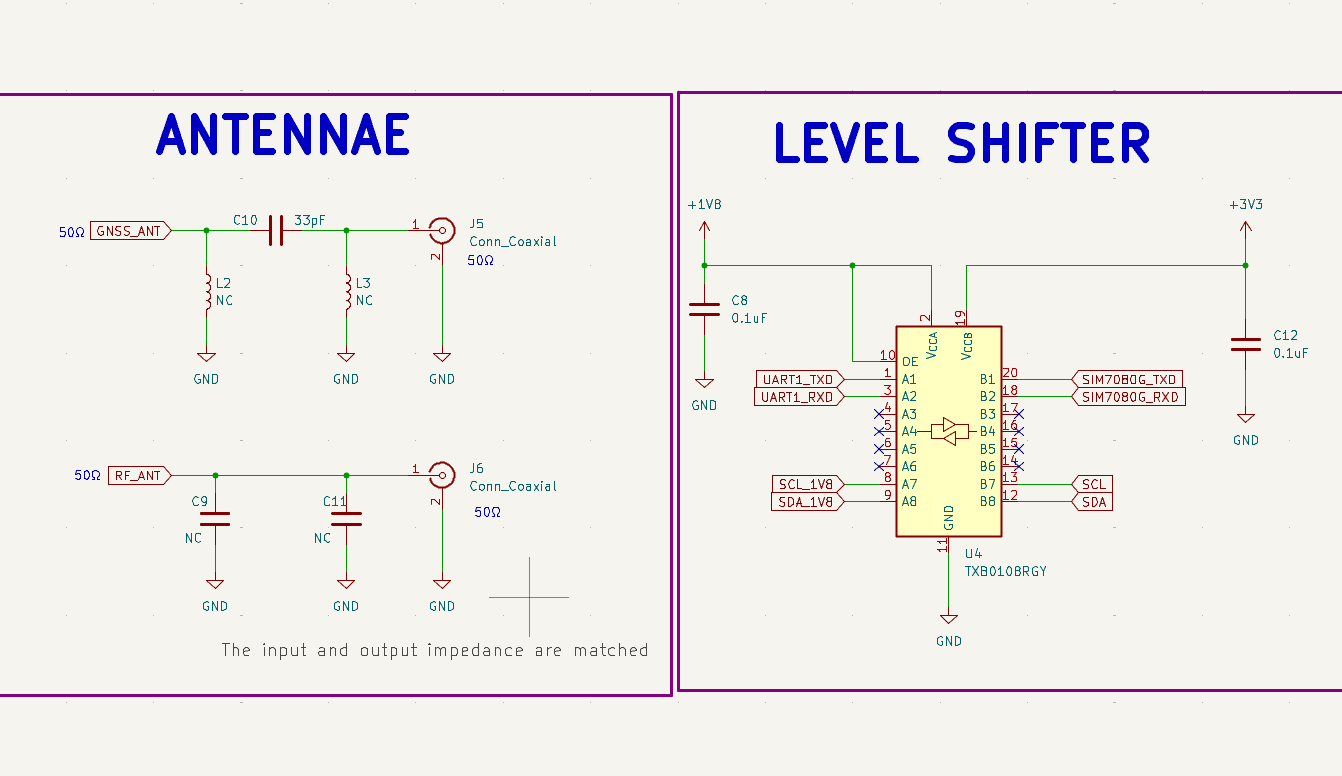 ANTENNAE
50Ω
GNSS_ANT
C10
33pF
1
J5
Conn_Coaxial
2
50Ω
L2
NC
L3
NC
GND
GND
GND
50Ω
RF_ANT
1
J6
Conn_Coaxial
2
50Ω
C9
NC
C11
NC
GND
GND
GND
The input and output impedance are matched
LEVEL SHIFTER
+1V8
+3V3
C8
0.1uF
GND
C12
0.1uF
GND
2
19
VCCA
VCCB
10
OE
UART1_TXD
1
A1
B1
20
SIM7080G_TXD
UART1_RXD
3
A2
B2
18
SIM7080G_RXD
4
A3
B3
17
5
A4
B4
16
6
A5
B5
15
7
A6
B6
14
SCL_1V8
8
A7
B7
13
SCL
SDA_1V8
9
A8
B8
12
SDA
GND
11
U4
TXB0108RGY
GND